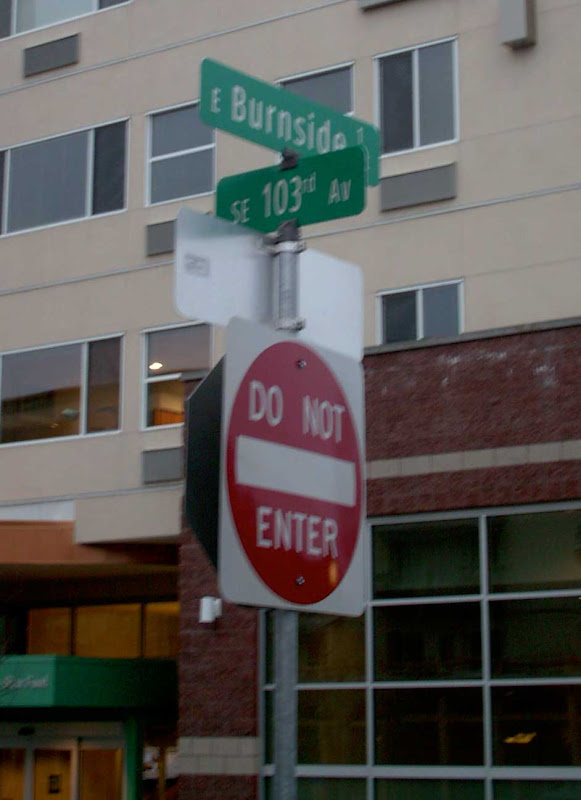 E Burnside
SE 103rd Av
DO NOT
ENTER